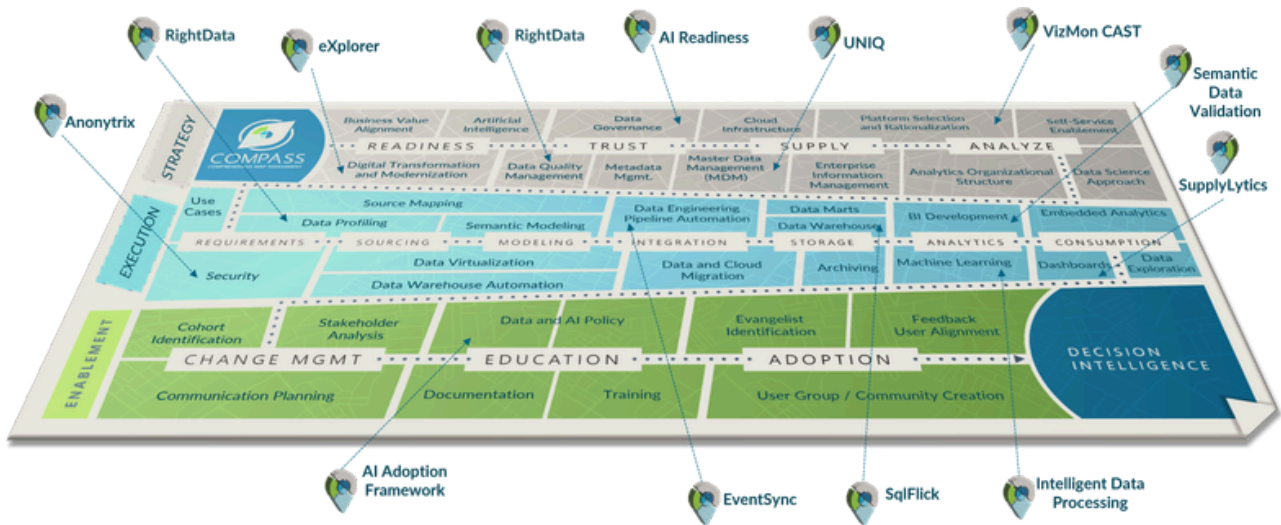 RightData
eXplorer
RightData
AI Readiness
UNIQ
VizMon CAST
Semantic
Data
Validation
Anonytrix
SupplyLytics
STRATEGY
COMPASS
Business Value
Alignment
Artificial
Intelligence
Data
Governance
Cloud
Infrastructure
Platform Selection
and Rationalization
Self-Service
Enablement
READINESS
TRUST
SUPPLY
ANALYZE
Digital Transformation
and Modernization
Data Quality
Management
Metadata
Mgmt.
Master Data
Management
(MDM)
Enterprise
Information
Management
Analytics Organizational
Structure
Data Science
Approach
EXECUTION
Use
Cases
Source Mapping
Data Profiling
Semantic Modeling
Data Engineering
Pipeline Automation
Data Marts
Data Warehouse
BI Development
Embedded Analytics
REQUIREMENTS
SOURCING
MODELING
INTEGRATION
STORAGE
ANALYTICS
CONSUMPTION
Security
Data Virtualization
Data Warehouse Automation
Data and Cloud
Migration
Archiving
Machine Learning
Dashboards
Data
Exploration
ENABLEMENT
Cohort
Identification
Stakeholder
Analysis
Data and AI Policy
Evangelist
Identification
Feedback
User Alignment
CHANGE MGMT
EDUCATION
ADOPTION
DECISION
INTELLIGENCE
Communication Planning
Documentation
Training
User Group / Community Creation
AI Adoption
Framework
EventSync
SqlFlick
Intelligent Data
Processing